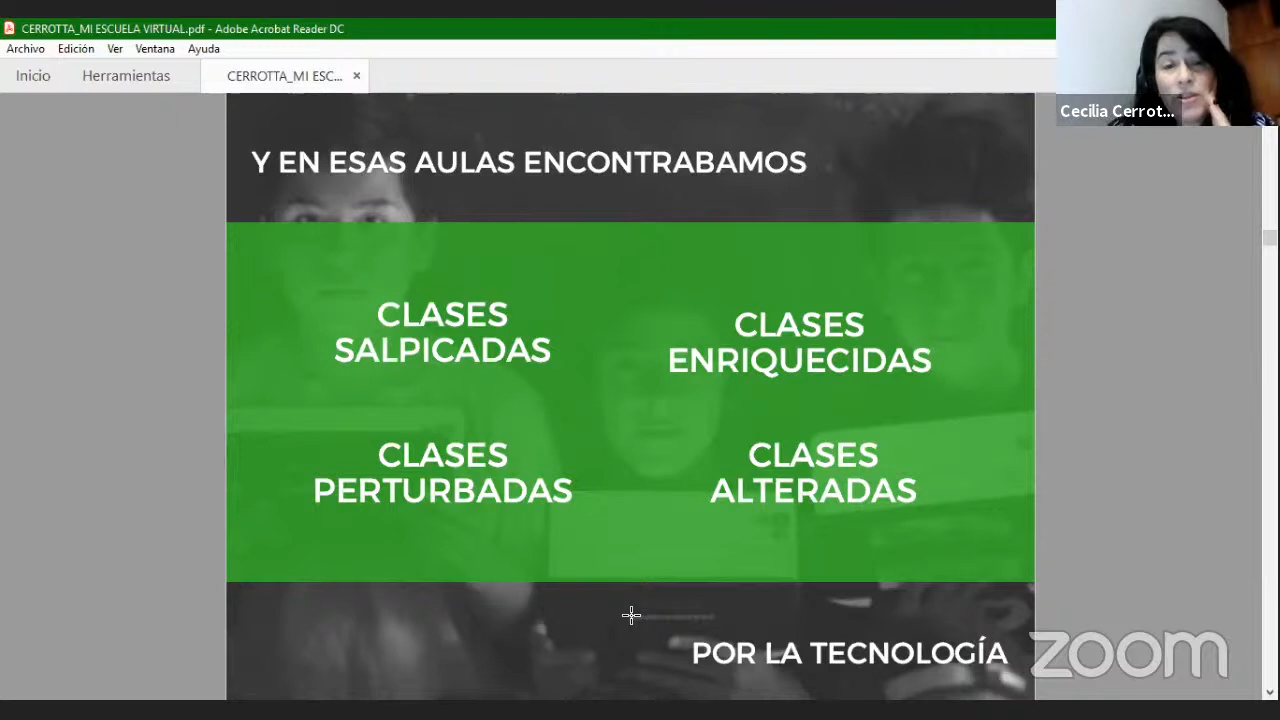 CERROTTA_MI ESCUELA VIRTUAL.pdf - Adobe Acrobat Reader DC
Archivo Edición Ver Ventana Ayuda
Inicio Herramientas CERROTTA_MI ESC... ×
Cecilia Cerrot...
Y EN ESAS AULAS ENCONTRABAMOS
CLASES
SALPICADAS
CLASES
ENRIQUECIDAS
CLASES
PERTURBADAS
CLASES
ALTERADAS
POR LA TECNOLOGÍA
zoom